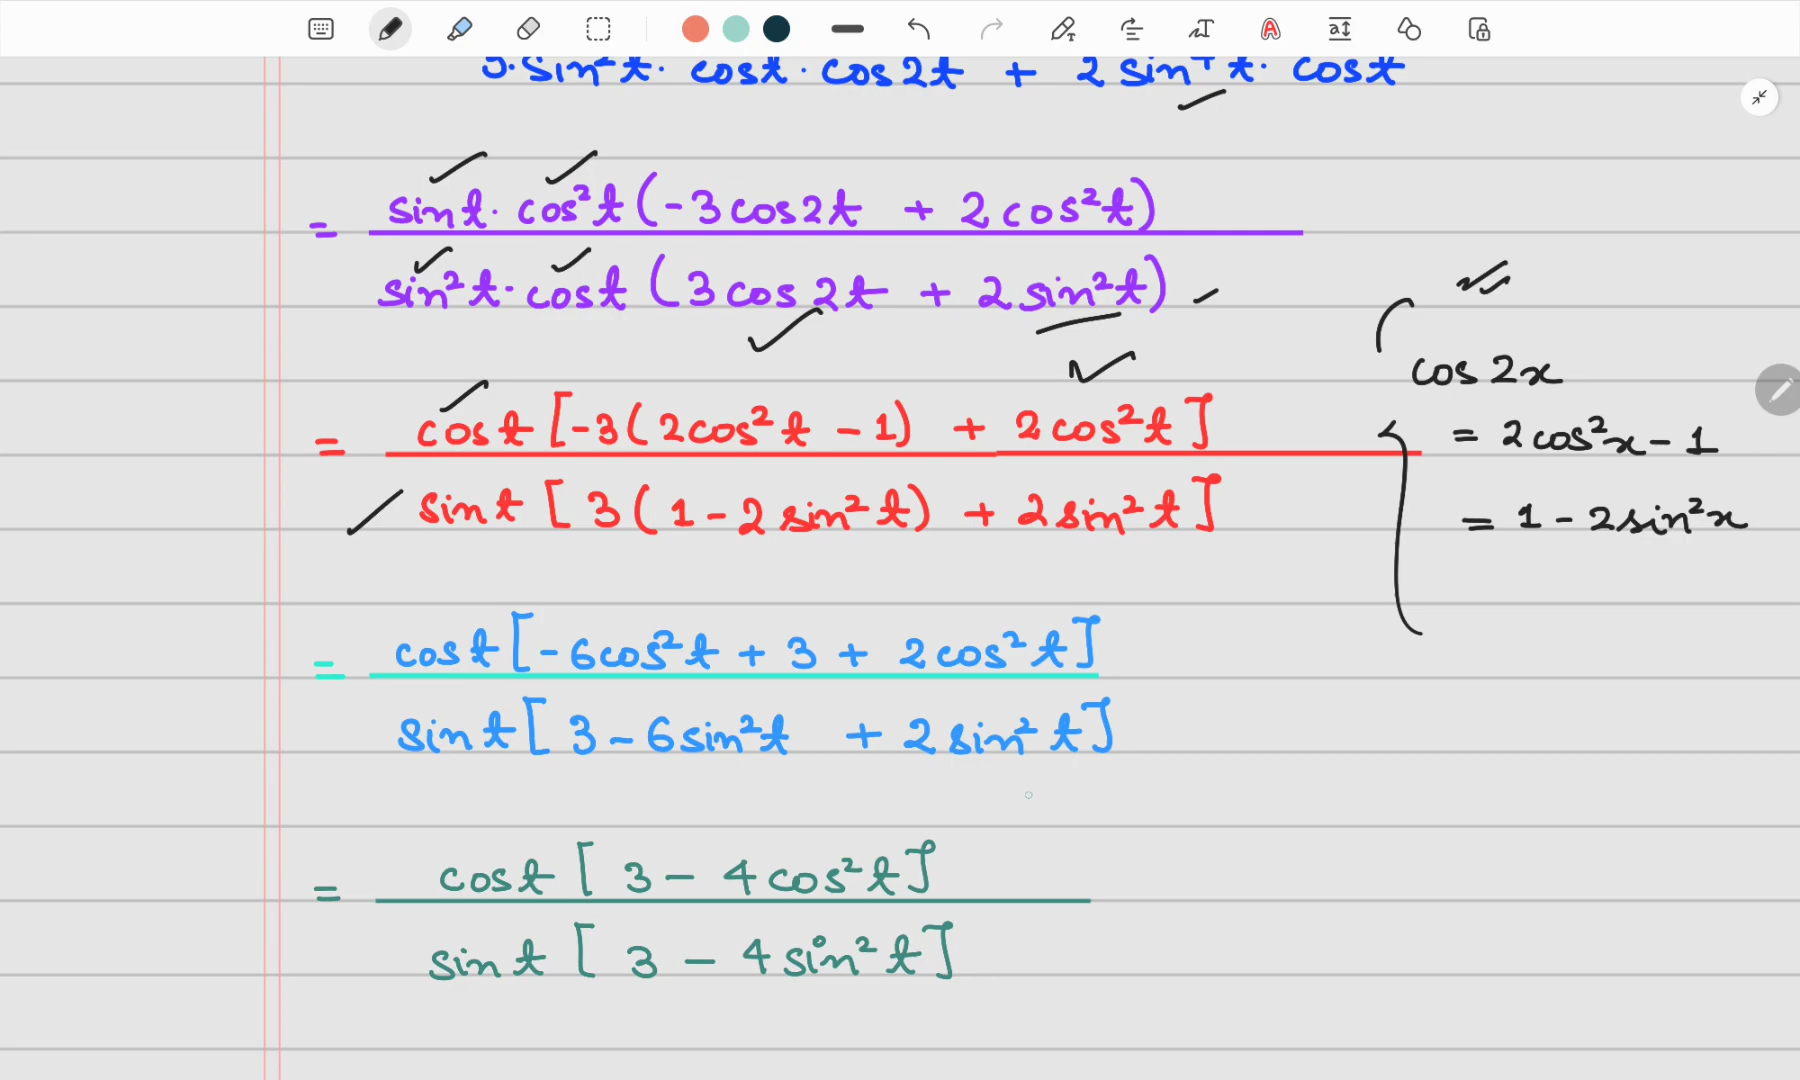 3·sin²t· cost·cos2t + 2 sin⁴t· cost
= sint· cos²t(-3cos2t + 2cos²t)
sin²t·cost(3cos2t + 2sin²t)
cos2x
= 2cos²x-1
= 1-2sin²x
= cost[-3(2cos²t-1) + 2cos²t]
sint[3(1-2sin²t) + 2sin²t]
= cost[-6cos²t + 3 + 2cos²t]
sint[3-6sin²t + 2sin²t]
= cost[3-4cos²t]
sint[3-4sin²t]